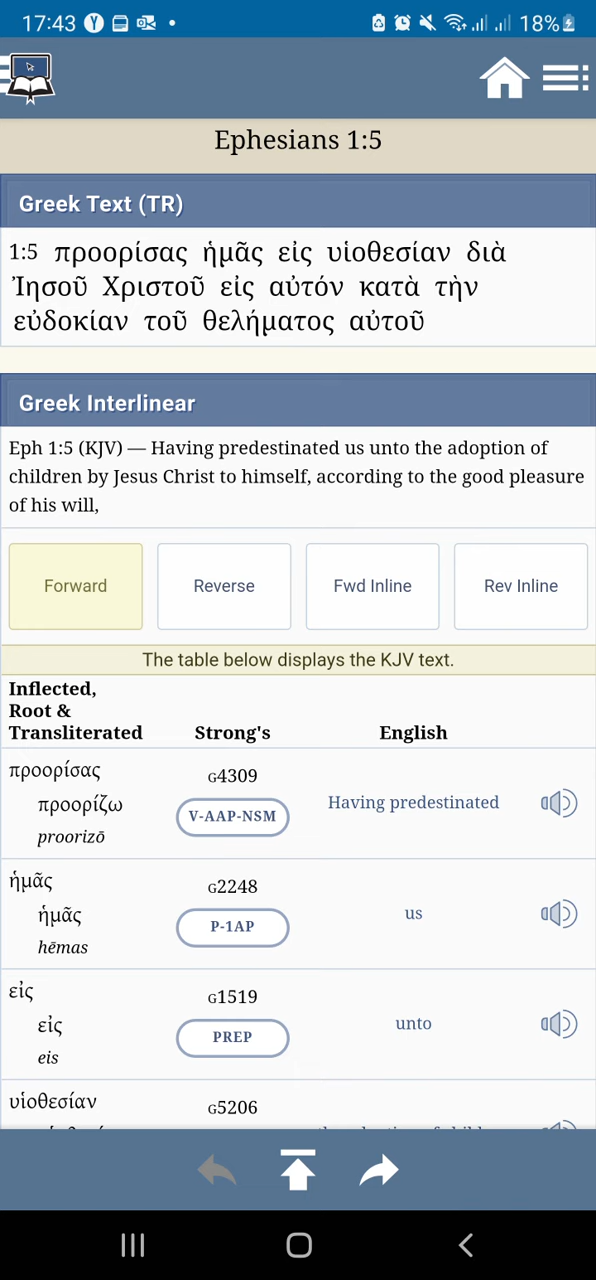 17:43 18%
Ephesians 1:5
Greek Text (TR)
1:5 προορίσας ἡμᾶς εἰς υἱοθεσίαν διὰ
Ἰησοῦ Χριστοῦ εἰς αὐτόν κατὰ τὴν
εὐδοκίαν τοῦ θελήματος αὐτοῦ
Greek Interlinear
Eph 1:5 (KJV) — Having predestinated us unto the adoption of
children by Jesus Christ to himself, according to the good pleasure
of his will,
Forward Reverse Fwd Inline Rev Inline
The table below displays the KJV text.
Inflected,
Root &
Transliterated Strong's English
προορίσας G4309
προορίζω V-AAP-NSM Having predestinated
proorizō
ἡμᾶς G2248
ἡμᾶς P-1AP us
hēmas
εἰς G1519
εἰς PREP unto
eis
υἱοθεσίαν G5206